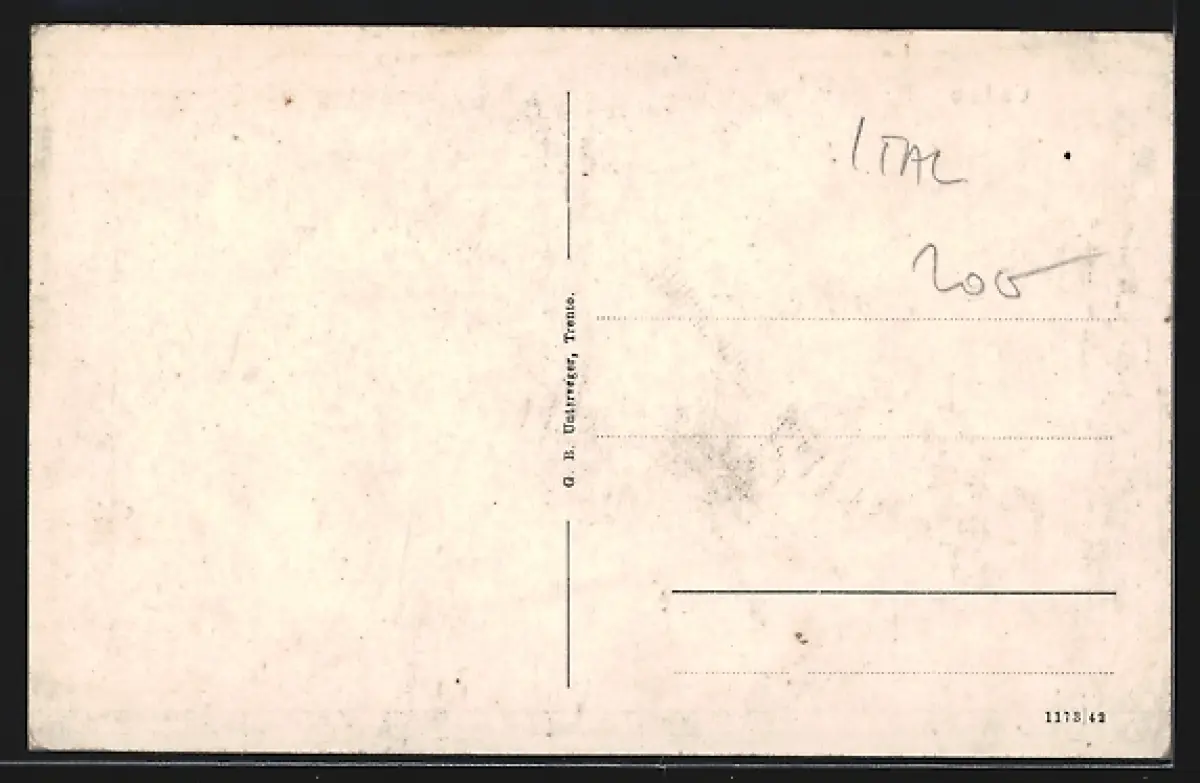 ITAL
200
G. B. Unterveger, Trento.
1173|42